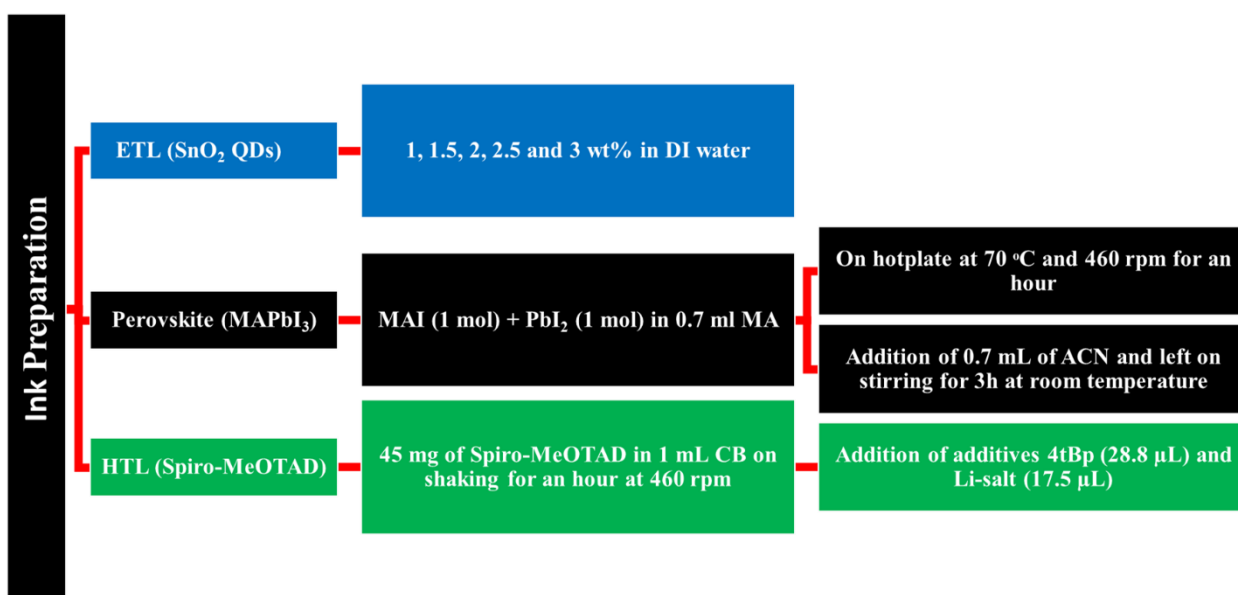 Ink Preparation
ETL (SnO₂ QDs)
1, 1.5, 2, 2.5 and 3 wt% in DI water
Perovskite (MAPbI₃)
MAI (1 mol) + PbI₂ (1 mol) in 0.7 ml MA
On hotplate at 70 °C and 460 rpm for an
hour
Addition of 0.7 mL of ACN and left on
stirring for 3h at room temperature
HTL (Spiro-MeOTAD)
45 mg of Spiro-MeOTAD in 1 mL CB on
shaking for an hour at 460 rpm
Addition of additives 4tBp (28.8 µL) and
Li-salt (17.5 µL)